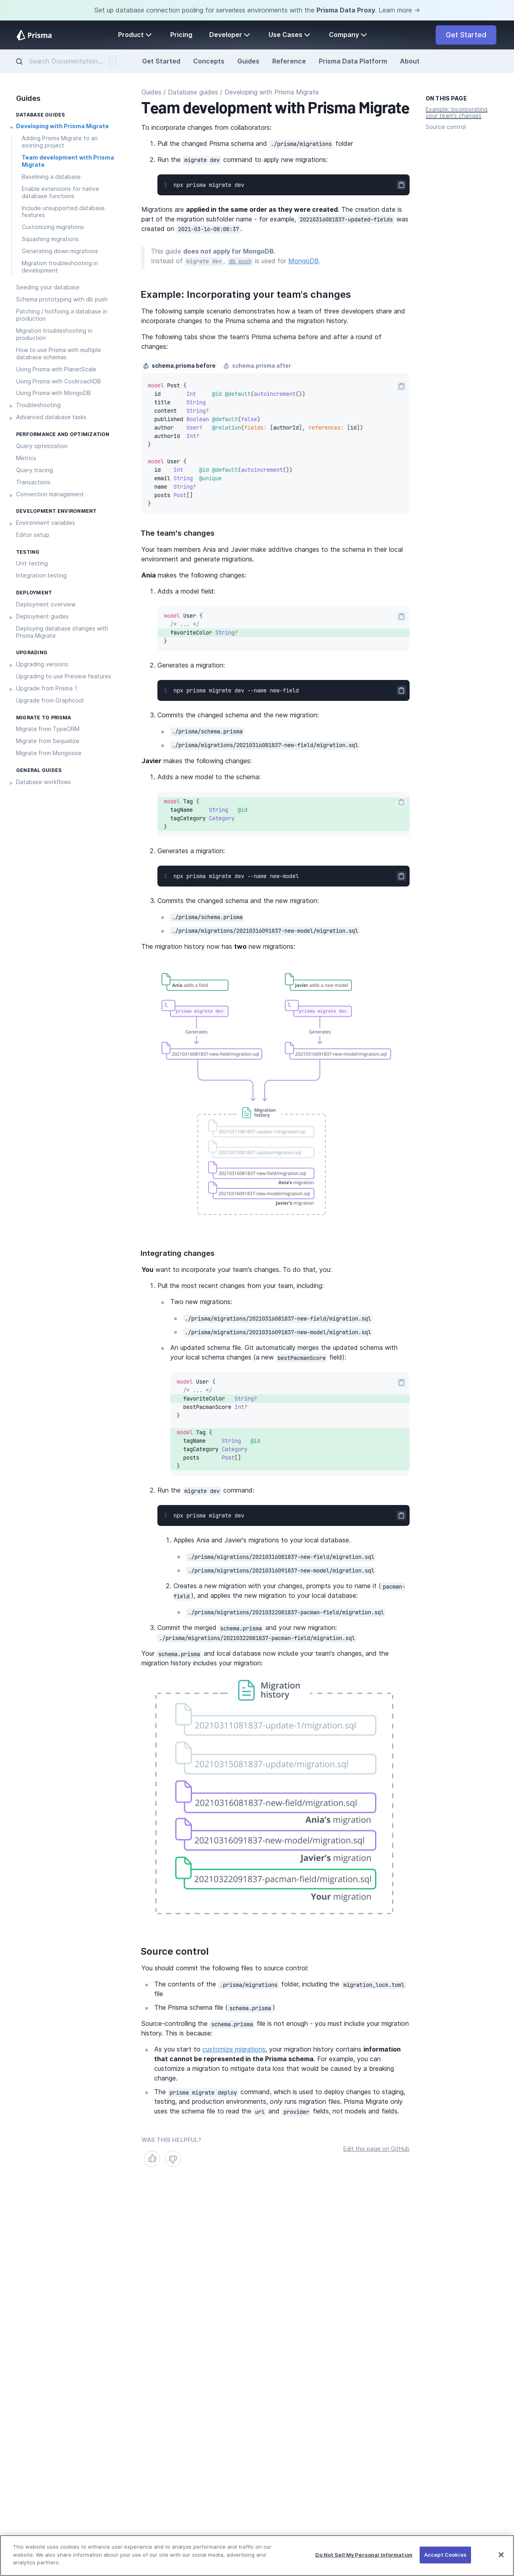 Set up database connection pooling for serverless environments with the Prisma Data Proxy. Learn more →
Prisma
Product
Pricing
Developer
Use Cases
Company
Get Started
Search Documentation...
/
Get Started
Concepts
Guides
Reference
Prisma Data Platform
About
Guides
DATABASE GUIDES
Developing with Prisma Migrate
Adding Prisma Migrate to an
existing project
Team development with Prisma
Migrate
Baselining a database
Enable extensions for native
database functions
Include unsupported database
features
Customizing migrations
Squashing migrations
Generating down migrations
Migration troubleshooting in
development
Seeding your database
Schema prototyping with db push
Patching / hotfixing a database in
production
Migration troubleshooting in
production
How to use Prisma with multiple
database schemas
Using Prisma with PlanetScale
Using Prisma with CockroachDB
Using Prisma with MongoDB
Troubleshooting
Advanced database tasks
PERFORMANCE AND OPTIMIZATION
Query optimization
Metrics
Query tracing
Transactions
Connection management
DEVELOPMENT ENVIRONMENT
Environment variables
Editor setup
TESTING
Unit testing
Integration testing
DEPLOYMENT
Deployment overview
Deployment guides
Deploying database changes with
Prisma Migrate
UPGRADING
Upgrading versions
Upgrading to use Preview features
Upgrade from Prisma 1
Upgrade from Graphcool
MIGRATE TO PRISMA
Migrate from TypeORM
Migrate from Sequelize
Migrate from Mongoose
GENERAL GUIDES
Database workflows
Guides / Database guides / Developing with Prisma Migrate
Team development with Prisma Migrate
To incorporate changes from collaborators:
1. Pull the changed Prisma schema and ./prisma/migrations folder
2. Run the migrate dev command to apply new migrations:
1 npx prisma migrate dev
Migrations are applied in the same order as they were created. The creation date is
part of the migration subfolder name - for example, 20210316081837-updated-fields was
created on 2021-03-16-08:08:37.
This guide does not apply for MongoDB.
Instead of migrate dev, db push is used for MongoDB.
Example: Incorporating your team's changes
The following sample scenario demonstrates how a team of three developers share and
incorporate changes to the Prisma schema and the migration history.
The following tabs show the team's Prisma schema before and after a round of
changes:
schema.prisma before
schema.prisma after
model Post {
id Int @id @default(autoincrement())
title String
content String?
published Boolean @default(false)
author User? @relation(fields: [authorId], references: [id])
authorId Int?
}
model User {
id Int @id @default(autoincrement())
email String @unique
name String?
posts Post[]
}
The team's changes
Your team members Ania and Javier make additive changes to the schema in their local
environment and generate migrations.
Ania makes the following changes:
1. Adds a model field:
model User {
/* ... */
favoriteColor String?
}
2. Generates a migration:
1 npx prisma migrate dev --name new-field
3. Commits the changed schema and the new migration:
./prisma/schema.prisma
./prisma/migrations/20210316081837-new-field/migration.sql
Javier makes the following changes:
1. Adds a new model to the schema:
model Tag {
tagName String @id
tagCategory Category
}
2. Generates a migration:
1 npx prisma migrate dev --name new-model
3. Commits the changed schema and the new migration:
./prisma/schema.prisma
./prisma/migrations/20210316091837-new-model/migration.sql
The migration history now has two new migrations:
Ania adds a field
Javier adds a new model
prisma migrate dev
prisma migrate dev
Generates
Generates
20210316081837-new-field/migration.sql
20210316091837-new-model/migration.sql
Migration
history
20210311081837-update-1/migration.sql
20210315081837-update/migration.sql
20210316081837-new-field/migration.sql
Ania's migration
20210316091837-new-model/migration.sql
Javier's migration
Integrating changes
You want to incorporate your team's changes. To do that, you:
1. Pull the most recent changes from your team, including:
Two new migrations:
./prisma/migrations/20210316081837-new-field/migration.sql
./prisma/migrations/20210316091837-new-model/migration.sql
An updated schema file. Git automatically merges the updated schema with
your local schema changes (a new bestPacmanScore field):
model User {
/* ... */
favoriteColor String?
bestPacmanScore Int?
}
model Tag {
tagName String @id
tagCategory Category
posts Post[]
}
2. Run the migrate dev command:
1 npx prisma migrate dev
1. Applies Ania and Javier's migrations to your local database.
./prisma/migrations/20210316081837-new-field/migration.sql
./prisma/migrations/20210316091837-new-model/migration.sql
2. Creates a new migration with your changes, prompts you to name it (pacman-
field), and applies the new migration to your local database:
./prisma/migrations/20210322081837-pacman-field/migration.sql
3. Commit the merged schema.prisma and your new migration:
./prisma/migrations/20210322081837-pacman-field/migration.sql
Your schema.prisma and local database now include your team's changes, and the
migration history includes your migration:
Migration
history
20210311081837-update-1/migration.sql
20210315081837-update/migration.sql
20210316081837-new-field/migration.sql
Ania's migration
20210316091837-new-model/migration.sql
Javier's migration
20210322091837-pacman-field/migration.sql
Your migration
Source control
You should commit the following files to source control:
The contents of the .prisma/migrations folder, including the migration_lock.toml
file
The Prisma schema file (schema.prisma)
Source-controlling the schema.prisma file is not enough - you must include your migration
history. This is because:
As you start to customize migrations, your migration history contains information
that cannot be represented in the Prisma schema. For example, you can
customize a migration to mitigate data loss that would be caused by a breaking
change.
The prisma migrate deploy command, which is used to deploy changes to staging,
testing, and production environments, only runs migration files. Prisma Migrate only
uses the schema file to read the url and provider fields, not models and fields.
WAS THIS HELPFUL?
Edit this page on GitHub
ON THIS PAGE
Example: Incorporating
your team's changes
Source control
This website uses cookies to enhance user experience and to analyze performance and traffic on our
website. We also share information about your use of our site with our social media, advertising and
analytics partners.
Do Not Sell My Personal Information
Accept Cookies